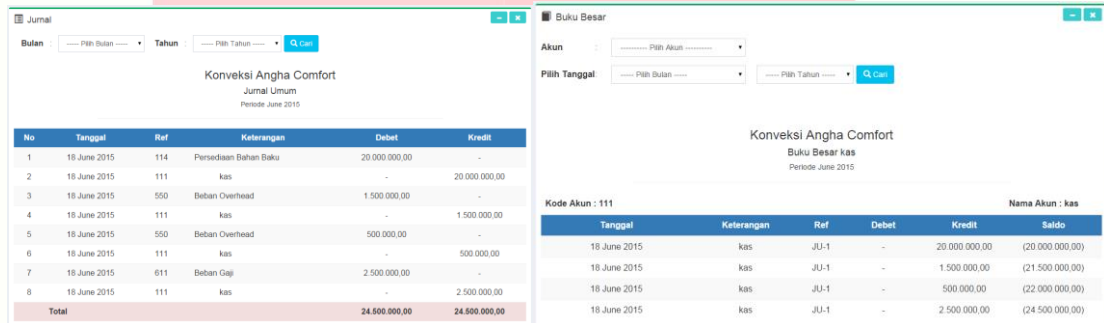 Jurnal
Bulan : ----- Pilih Bulan ----- Tahun : ----- Pilih Tahun ----- Cari
Konveksi Angha Comfort
Jurnal Umum
Periode June 2015
No Tanggal Ref Keterangan Debet Kredit
1 18 June 2015 114 Persediaan Bahan Baku 20.000.000,00 -
2 18 June 2015 111 kas - 20.000.000,00
3 18 June 2015 550 Beban Overhead 1.500.000,00 -
4 18 June 2015 111 kas - 1.500.000,00
5 18 June 2015 550 Beban Overhead 500.000,00 -
6 18 June 2015 111 kas - 500.000,00
7 18 June 2015 611 Beban Gaji 2.500.000,00 -
8 18 June 2015 111 kas - 2.500.000,00
Total 24.500.000,00 24.500.000,00
Buku Besar
Akun : ---------- Pilih Akun ----------
Pilih Tanggal: ----- Pilih Bulan ----- ----- Pilih Tahun ----- Cari
Konveksi Angha Comfort
Buku Besar kas
Periode June 2015
Kode Akun : 111 Nama Akun : kas
Tanggal Keterangan Ref Debet Kredit Saldo
18 June 2015 kas JU-1 - 20.000.000,00 (20.000.000,00)
18 June 2015 kas JU-1 - 1.500.000,00 (21.500.000,00)
18 June 2015 kas JU-1 - 500.000,00 (22.000.000,00)
18 June 2015 kas JU-1 - 2.500.000,00 (24.500.000,00)